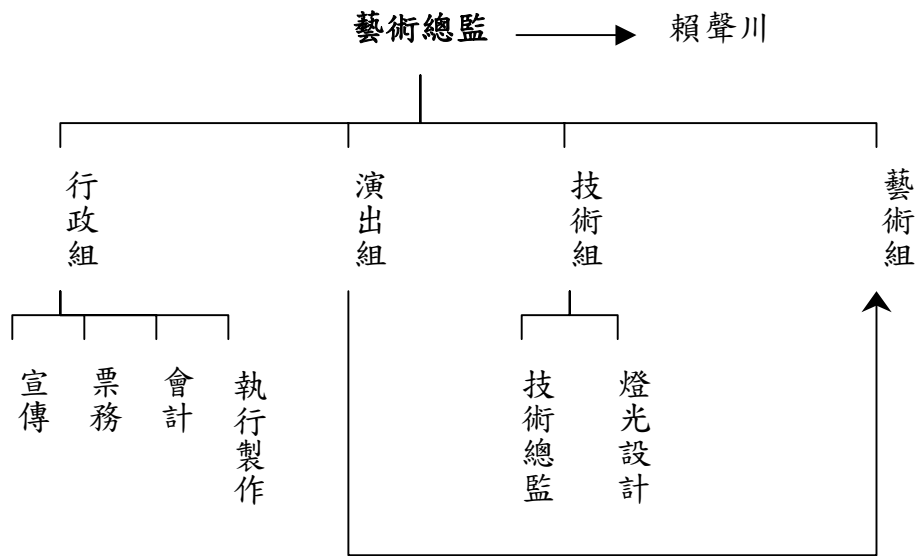 藝術總監
賴聲川
行政組
演出組
技術組
藝術組
宣傳
票務
會計
執行製作
技術總監
燈光設計